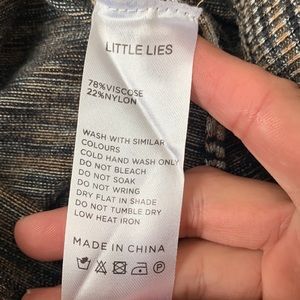 LITTLE LIES
78%VISCOSE
22%NYLON
WASH WITH SIMILAR
COLOURS
COLD HAND WASH ONLY
DO NOT BLEACH
DO NOT SOAK
DO NOT WRING
DRY FLAT IN SHADE
DO NOT TUMBLE DRY
LOW HEAT IRON
MADE IN CHINA